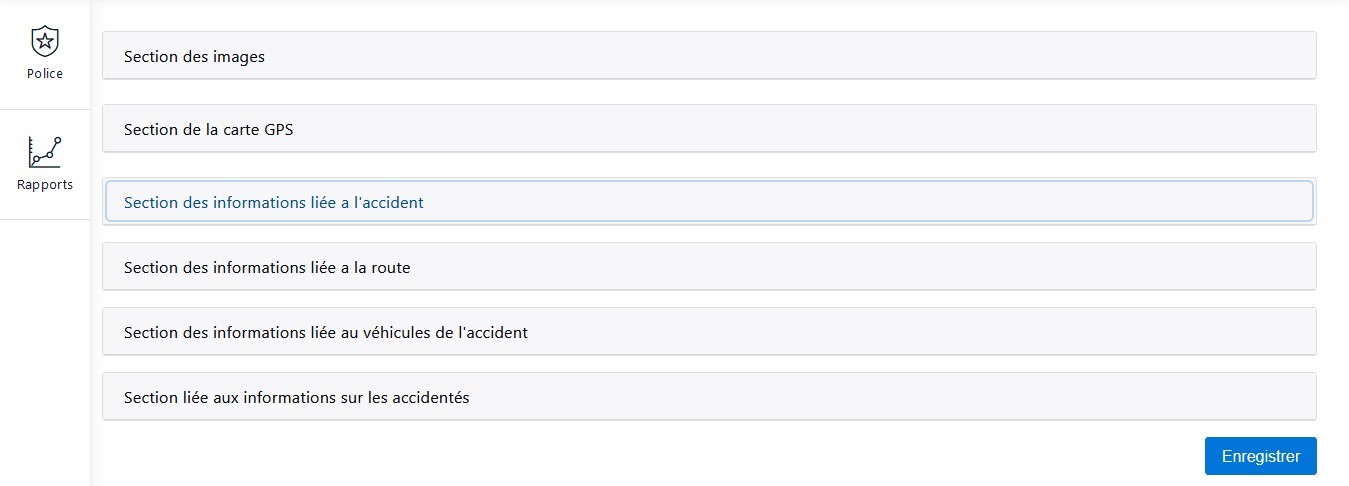 Police
Rapports
Section des images
Section de la carte GPS
Section des informations liée a l'accident
Section des informations liée a la route
Section des informations liée au véhicules de l'accident
Section liée aux informations sur les accidentés
Enregistrer